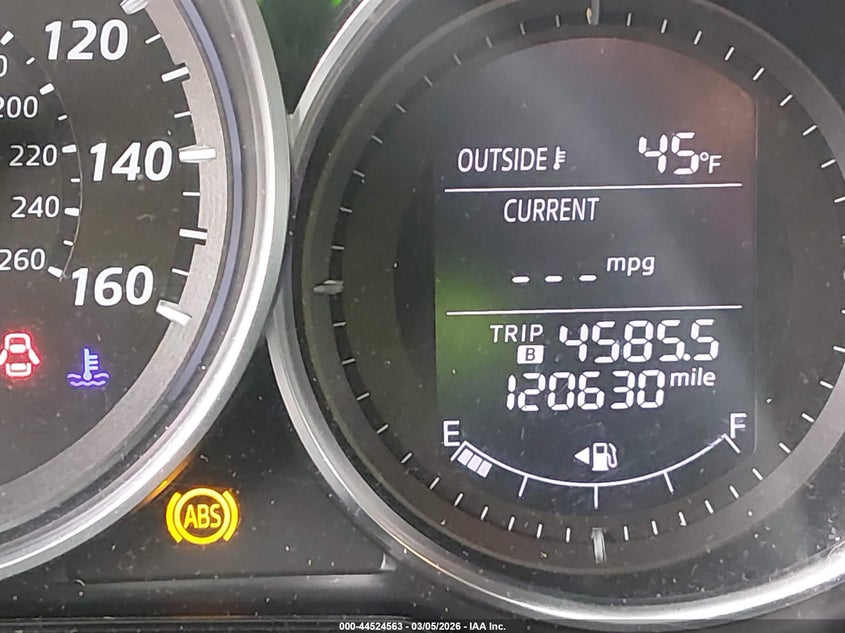 120
200
220
140
240
260
160
OUTSIDE 45°F
CURRENT
--- mpg
TRIP B 4585.5
120630 mile
E F
ABS
000-44524563 - 03/05/2026 - IAA Inc.